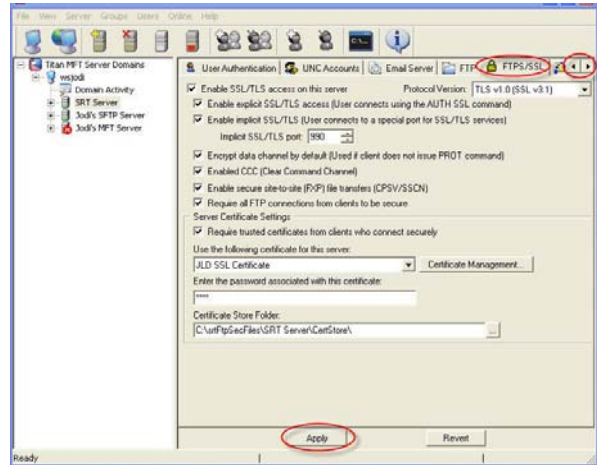 File View Server Groups Users Online Help
Titan MFT Server Domains
wsjodi
Domain Activity
SRT Server
Jodi's SFTP Server
Jodi's MFT Server
User Authentication UNC Accounts Email Server FTP FTPS/SSL
Enable SSL/TLS access on this server Protocol Version: TLS v1.0 (SSL v3.1)
Enable explicit SSL/TLS access (User connects using the AUTH SSL command)
Enable implicit SSL/TLS (User connects to a special port for SSL/TLS services)
Implicit SSL/TLS port: 990
Encrypt data channel by default (Used if client does not issue PROT command)
Enabled CCC (Clear Command Channel)
Enable secure site-to-site (FXP) file transfers (CPSV/SSCN)
Require all FTP connections from clients to be secure
Server Certificate Settings
Require trusted certificates from clients who connect securely
Use the following certificate for this server:
JLD SSL Certificate Certificate Management...
Enter the password associated with this certificate:
****
Certificate Store Folder:
C:\srtFtpSecFiles\SRT Server\CertStore\ ...
Apply Revert
Ready